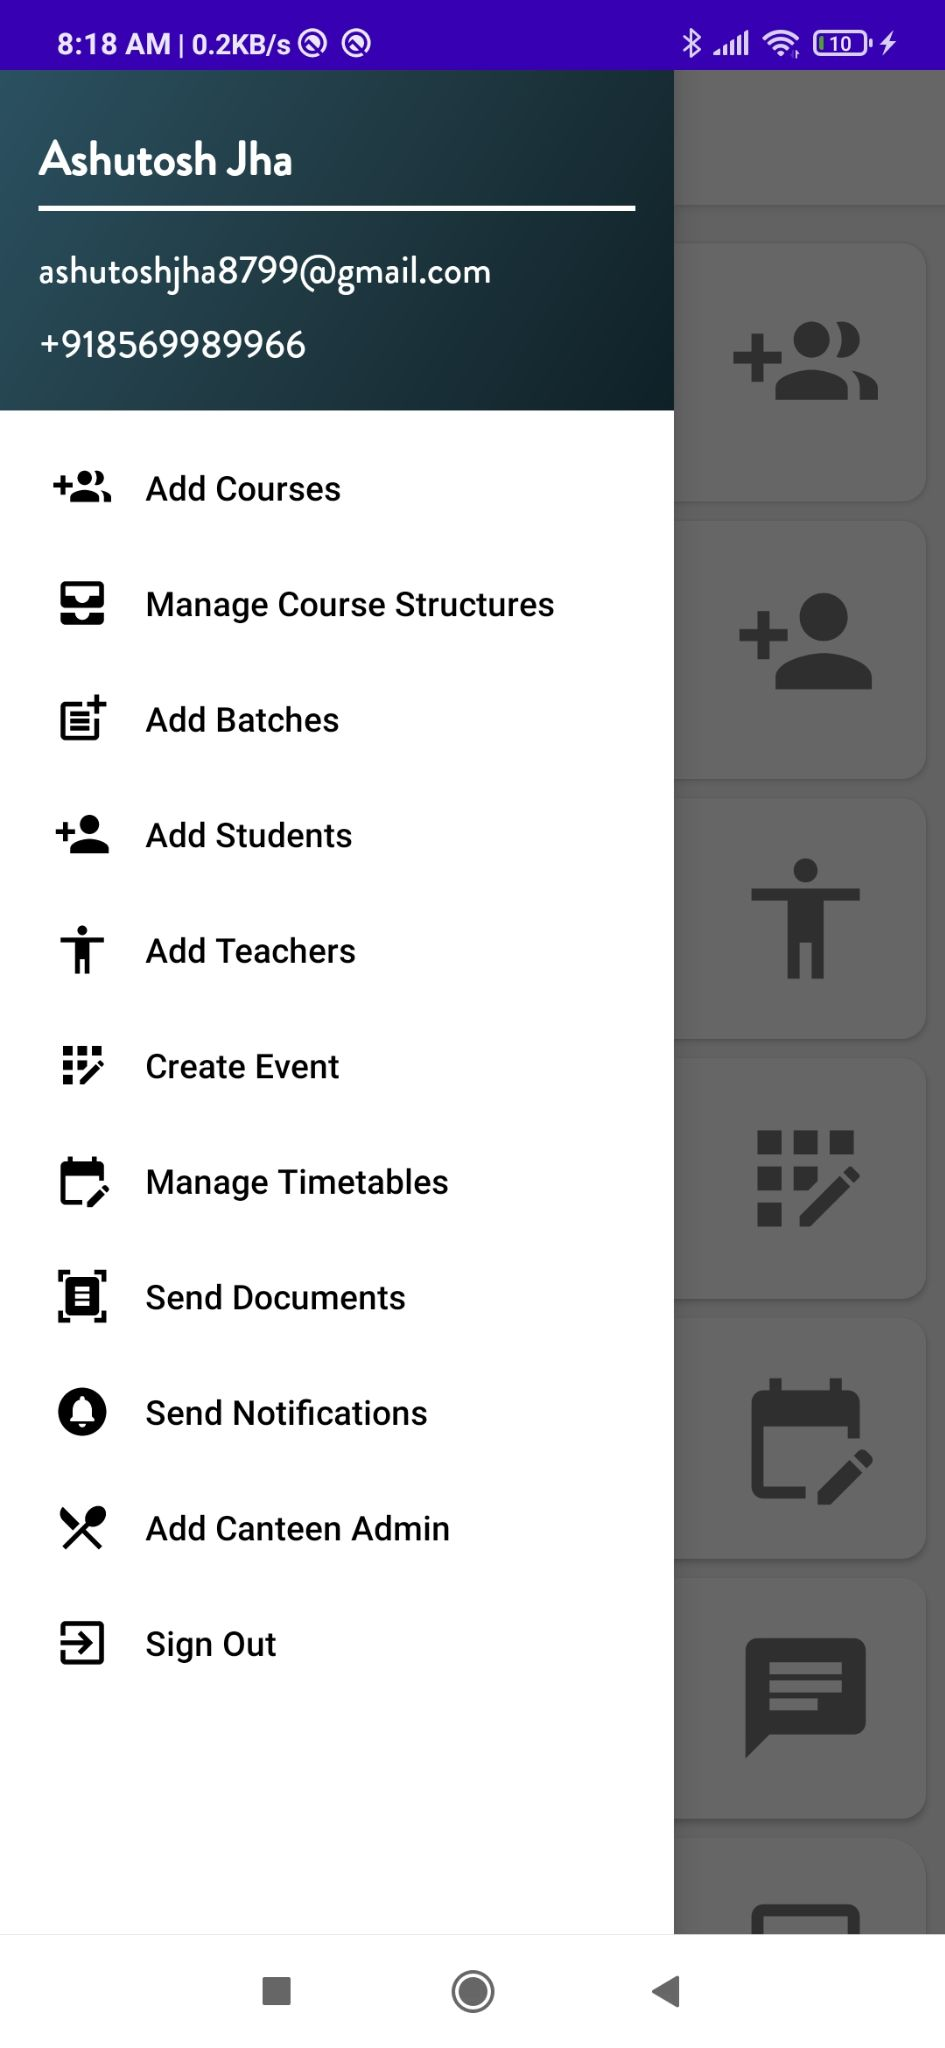 8:18 AM | 0.2KB/s
10
Ashutosh Jha
ashutoshjha8799@gmail.com
+918569989966
Add Courses
Manage Course Structures
Add Batches
Add Students
Add Teachers
Create Event
Manage Timetables
Send Documents
Send Notifications
Add Canteen Admin
Sign Out